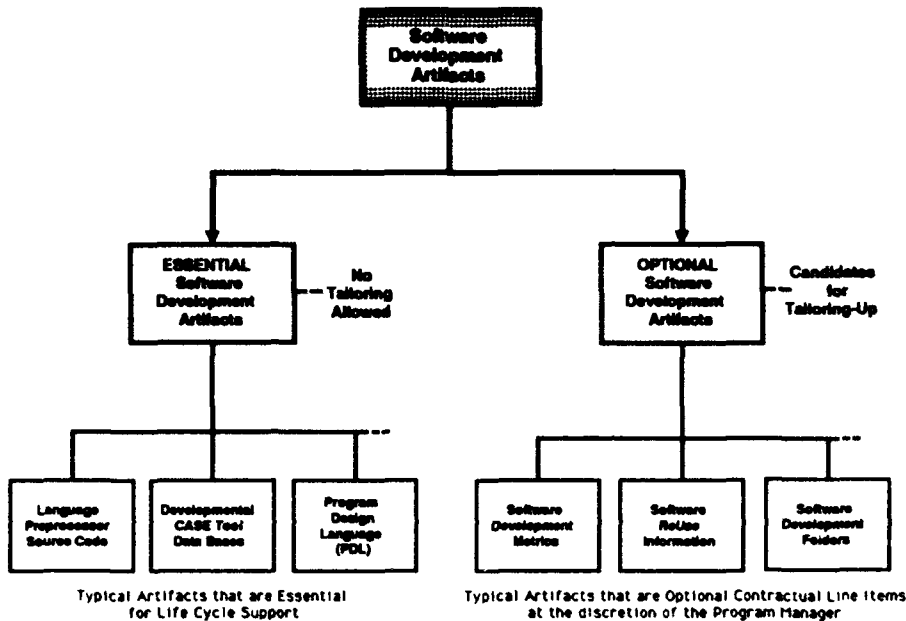 Software
Development
Artifacts
ESSENTIAL
Software
Development
Artifacts
No
Tailoring
Allowed
OPTIONAL
Software
Development
Artifacts
Candidates
for
Tailoring-Up
Language
Preprocessor
Source Code
Developmental
CASE Tool
Data Bases
Program
Design
Language
(PDL)
Software
Development
Metrics
Software
ReUse
Information
Software
Development
Folders
Typical Artifacts that are Essential
for Life Cycle Support
Typical Artifacts that are Optional Contractual Line Items
at the discretion of the Program Manager